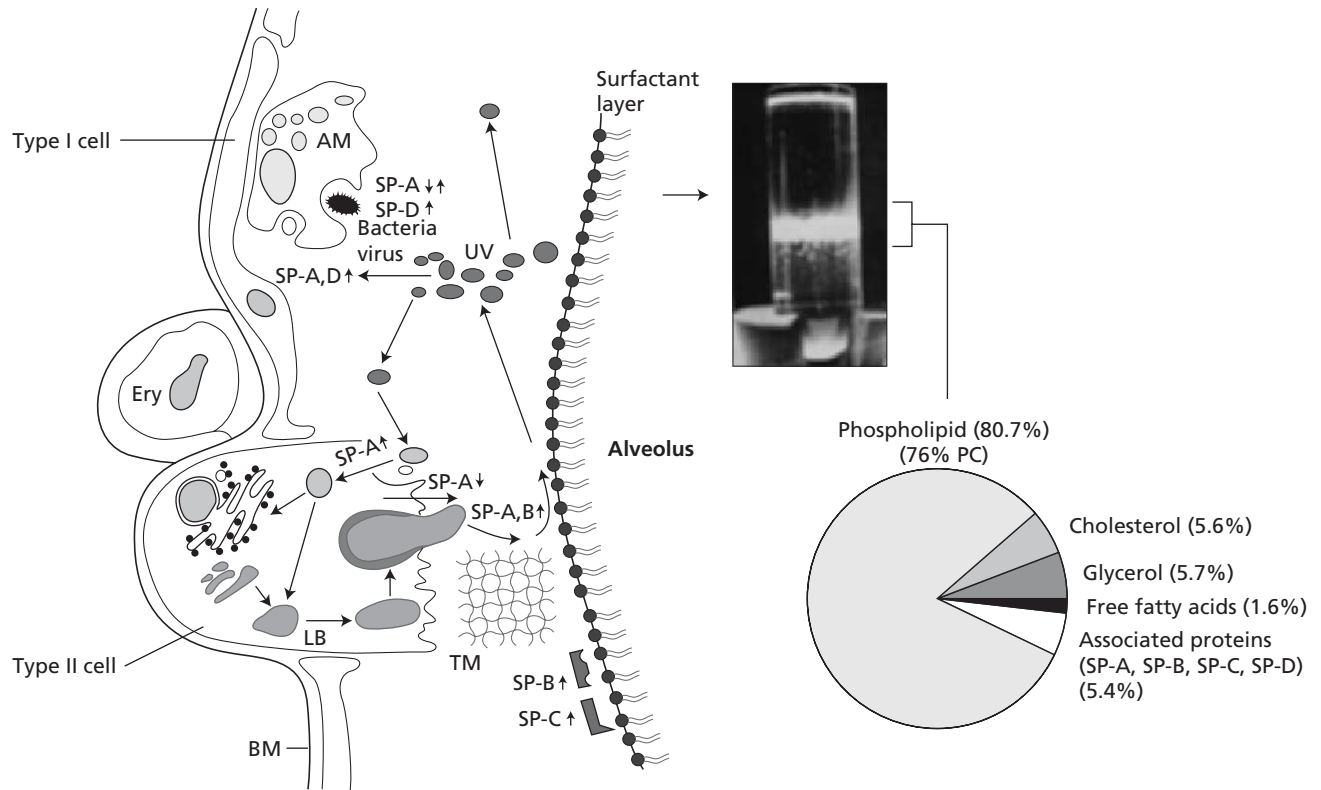 Type I cell
AM
SP-A ↓↑
SP-D ↑
Bacteria
virus
SP-A,D ↑
UV
Surfactant
layer
Ery
SP-A↑
SP-A↓
SP-A,B↑
Alveolus
LB
TM
Type II cell
SP-B ↑
SP-C ↑
BM
Phospholipid (80.7%)
(76% PC)
Cholesterol (5.6%)
Glycerol (5.7%)
Free fatty acids (1.6%)
Associated proteins
(SP-A, SP-B, SP-C, SP-D)
(5.4%)